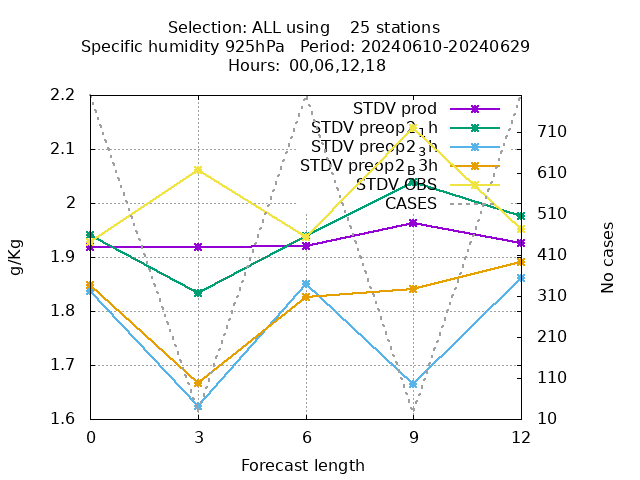 Selection: ALL using 25 stations
Specific humidity 925hPa Period: 20240610-20240629
Hours: 00,06,12,18
STDV prod
STDV preop2_1h
STDV preop2_3h
STDV preop2_B_3h
STDV OBS
CASES
g/Kg
2.2
2.1
2
1.9
1.8
1.7
1.6
710
610
510
410
310
210
110
10
No cases
0 3 6 9 12
Forecast length